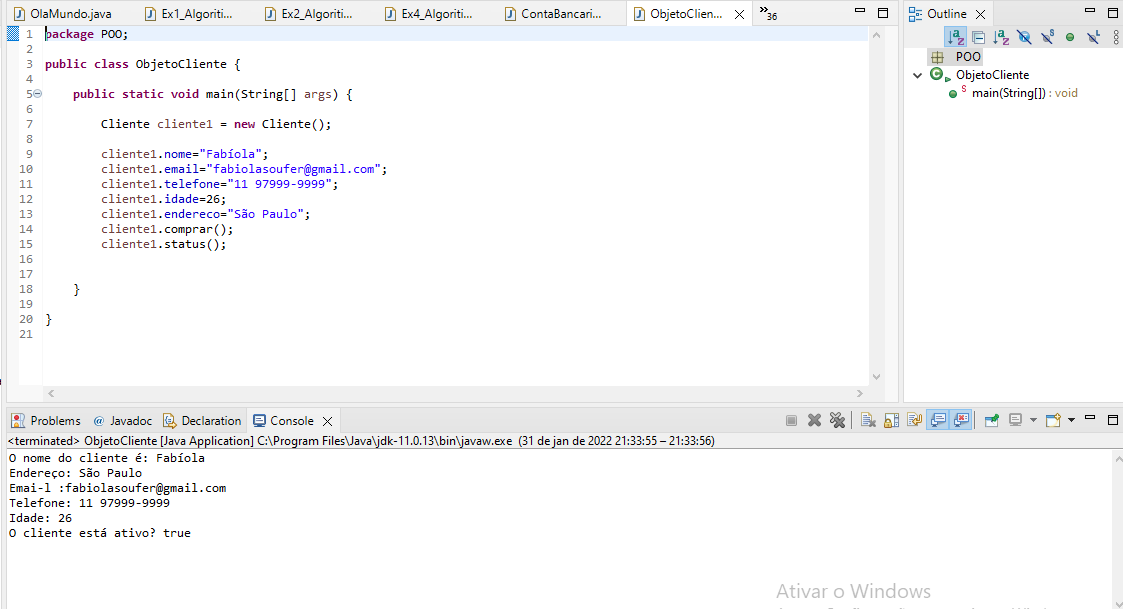 OlaMundo.java Ex1_Algoriti... Ex2_Algoriti... Ex4_Algoriti... ContaBancari... ObjetoClien... »36
Outline
1 package POO;
2
3 public class ObjetoCliente {
4
5 public static void main(String[] args) {
6
7 Cliente cliente1 = new Cliente();
8
9 cliente1.nome="Fabíola";
10 cliente1.email="fabiolasoufer@gmail.com";
11 cliente1.telefone="11 97999-9999";
12 cliente1.idade=26;
13 cliente1.endereco="São Paulo";
14 cliente1.comprar();
15 cliente1.status();
16
17
18 }
19
20 }
21
POO
ObjetoCliente
main(String[]) : void
Problems Javadoc Declaration Console
<terminated> ObjetoCliente [Java Application] C:\Program Files\Java\jdk-11.0.13\bin\javaw.exe (31 de jan de 2022 21:33:55 – 21:33:56)
O nome do cliente é: Fabíola
Endereço: São Paulo
Emai-l :fabiolasoufer@gmail.com
Telefone: 11 97999-9999
Idade: 26
O cliente está ativo? true
Ativar o Windows